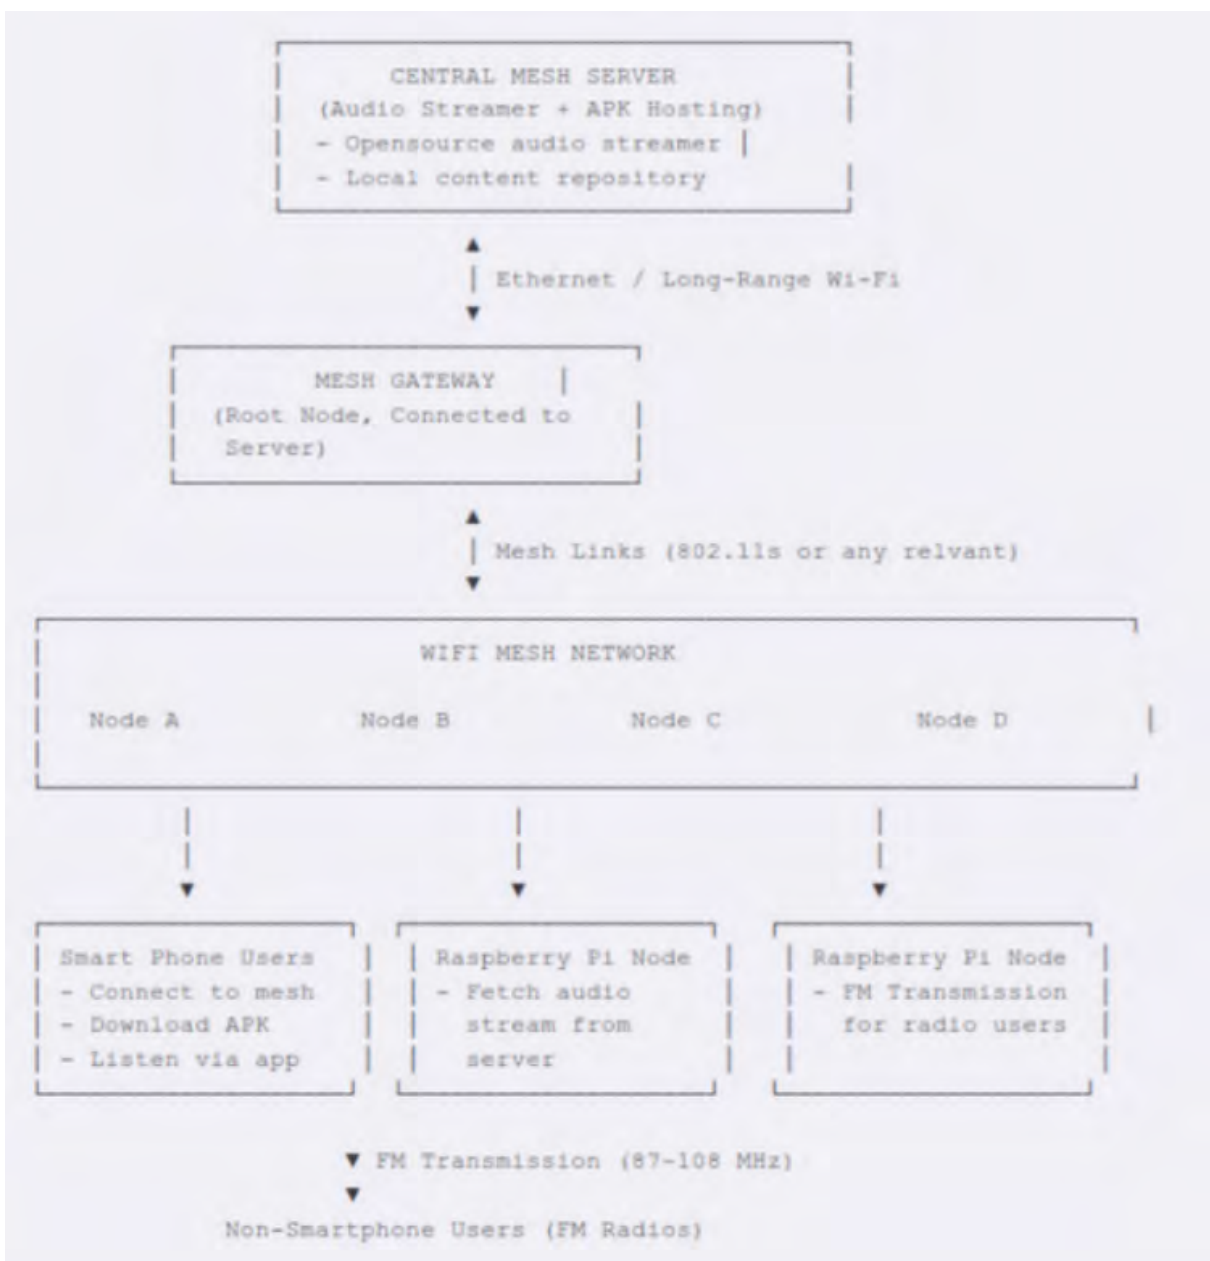 CENTRAL MESH SERVER
(Audio Streamer + APK Hosting)
- Opensource audio streamer
- Local content repository
Ethernet / Long-Range Wi-Fi
MESH GATEWAY
(Root Node, Connected to
Server)
Mesh Links (802.11s or any relvant)
WIFI MESH NETWORK
Node A Node B Node C Node D
Smart Phone Users
- Connect to mesh
- Download APK
- Listen via app
Raspberry Pi Node
- Fetch audio
stream from
server
Raspberry Pi Node
- FM Transmission
for radio users
FM Transmission (87-108 MHz)
Non-Smartphone Users (FM Radios)